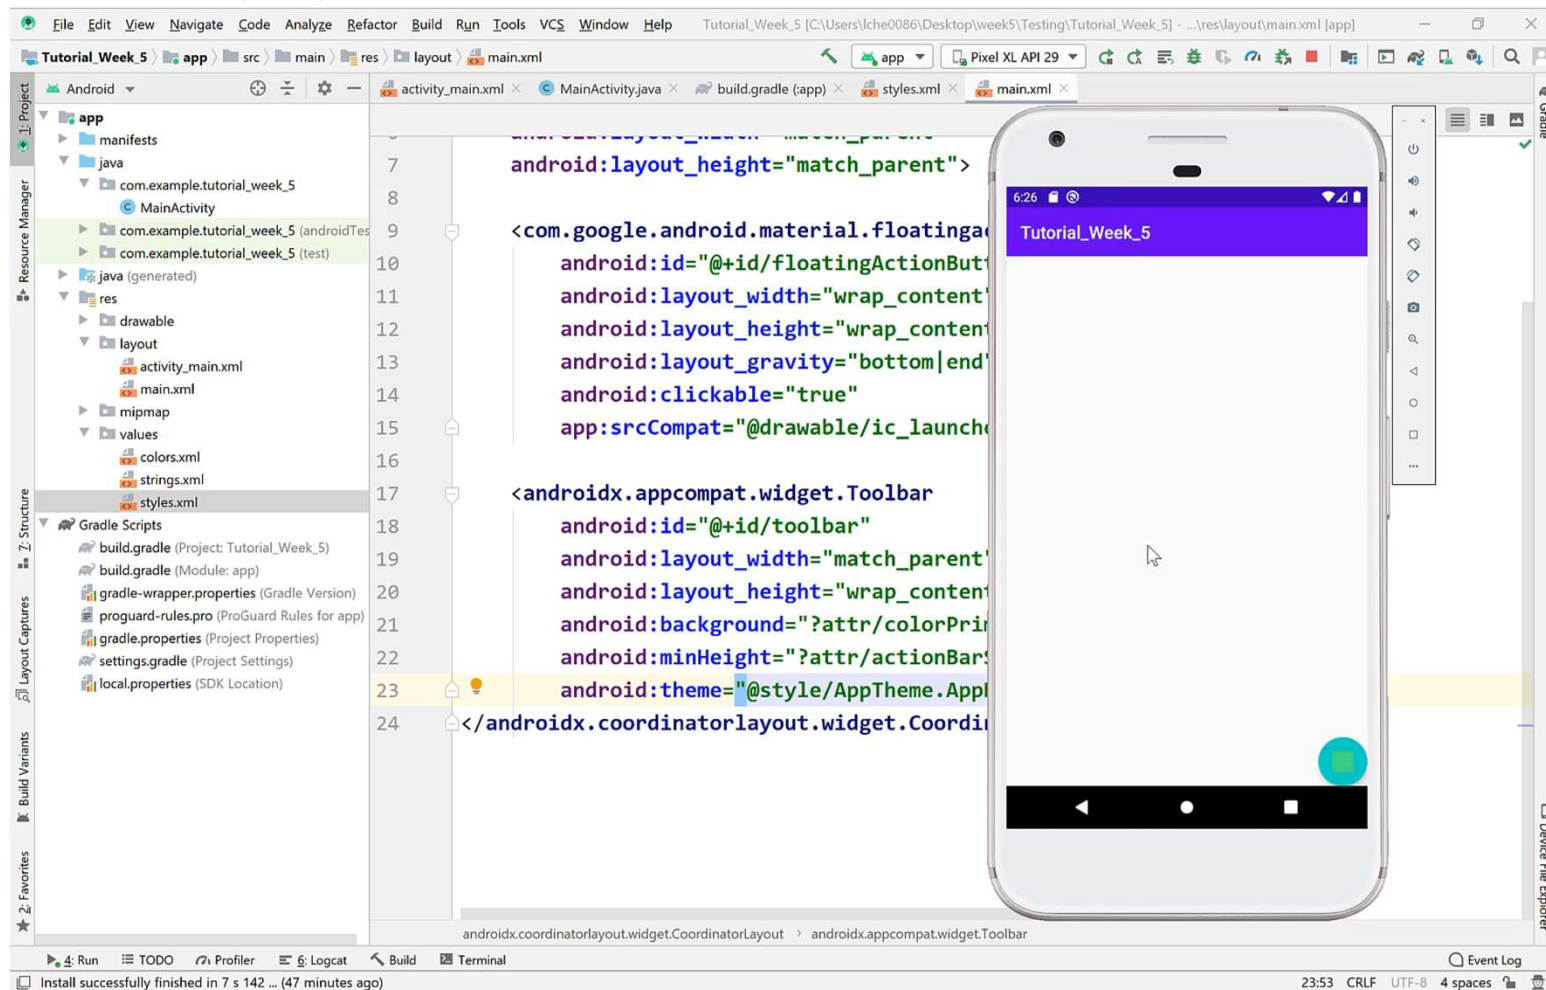 File Edit View Navigate Code Analyze Refactor Build Run Tools VCS Window Help Tutorial_Week_5 [C:\Users\lche0086\Desktop\week5\Testing\Tutorial_Week_5] - ...\res\layout\main.xml [app]
Tutorial_Week_5 app src main res layout main.xml app Pixel XL API 29
Android activity_main.xml MainActivity.java build.gradle (:app) styles.xml main.xml
1: Project
Resource Manager
Z: Structure
Layout Captures
Build Variants
2: Favorites
app
manifests
java
com.example.tutorial_week_5
MainActivity
com.example.tutorial_week_5 (androidTes
com.example.tutorial_week_5 (test)
java (generated)
res
drawable
layout
activity_main.xml
main.xml
mipmap
values
colors.xml
strings.xml
styles.xml
Gradle Scripts
build.gradle (Project: Tutorial_Week_5)
build.gradle (Module: app)
gradle-wrapper.properties (Gradle Version)
proguard-rules.pro (ProGuard Rules for app)
gradle.properties (Project Properties)
settings.gradle (Project Settings)
local.properties (SDK Location)
7 android:layout_height="match_parent">
8
9 <com.google.android.material.floatinga
10 android:id="@+id/floatingActionButt
11 android:layout_width="wrap_content"
12 android:layout_height="wrap_content
13 android:layout_gravity="bottom|end"
14 android:clickable="true"
15 app:srcCompat="@drawable/ic_launche
16
17 <androidx.appcompat.widget.Toolbar
18 android:id="@+id/toolbar"
19 android:layout_width="match_parent"
20 android:layout_height="wrap_content
21 android:background="?attr/colorPri
22 android:minHeight="?attr/actionBarS
23 android:theme="@style/AppTheme.App
24 </androidx.coordinatorlayout.widget.Coordi
6:26
Tutorial_Week_5
Gradle
Device File Explorer
androidx.coordinatorlayout.widget.CoordinatorLayout › androidx.appcompat.widget.Toolbar
4: Run TODO Profiler 6: Logcat Build Terminal Event Log
Install successfully finished in 7 s 142 ... (47 minutes ago) 23:53 CRLF UTF-8 4 spaces